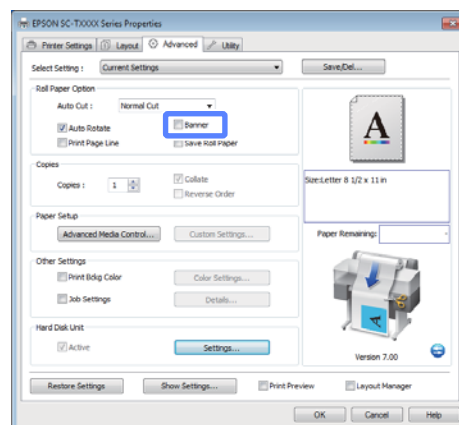 EPSON SC-TXXXX Series Properties
Printer Settings Layout Advanced Utility
Select Setting : Current Settings Save/Del...
Roll Paper Option
Auto Cut : Normal Cut
Auto Rotate Banner
Print Page Line Save Roll Paper
A
Copies
Copies : 1 Collate
Reverse Order
Size:Letter 8 1/2 x 11 in
Paper Setup
Advanced Media Control... Custom Settings...
Paper Remaining: -
Other Settings
Print Bckg Color Color Settings...
Job Settings Details...
A
Hard Disk Unit
Active Settings...
Version 7.00
Restore Settings Show Settings... Print Preview Layout Manager
OK Cancel Help